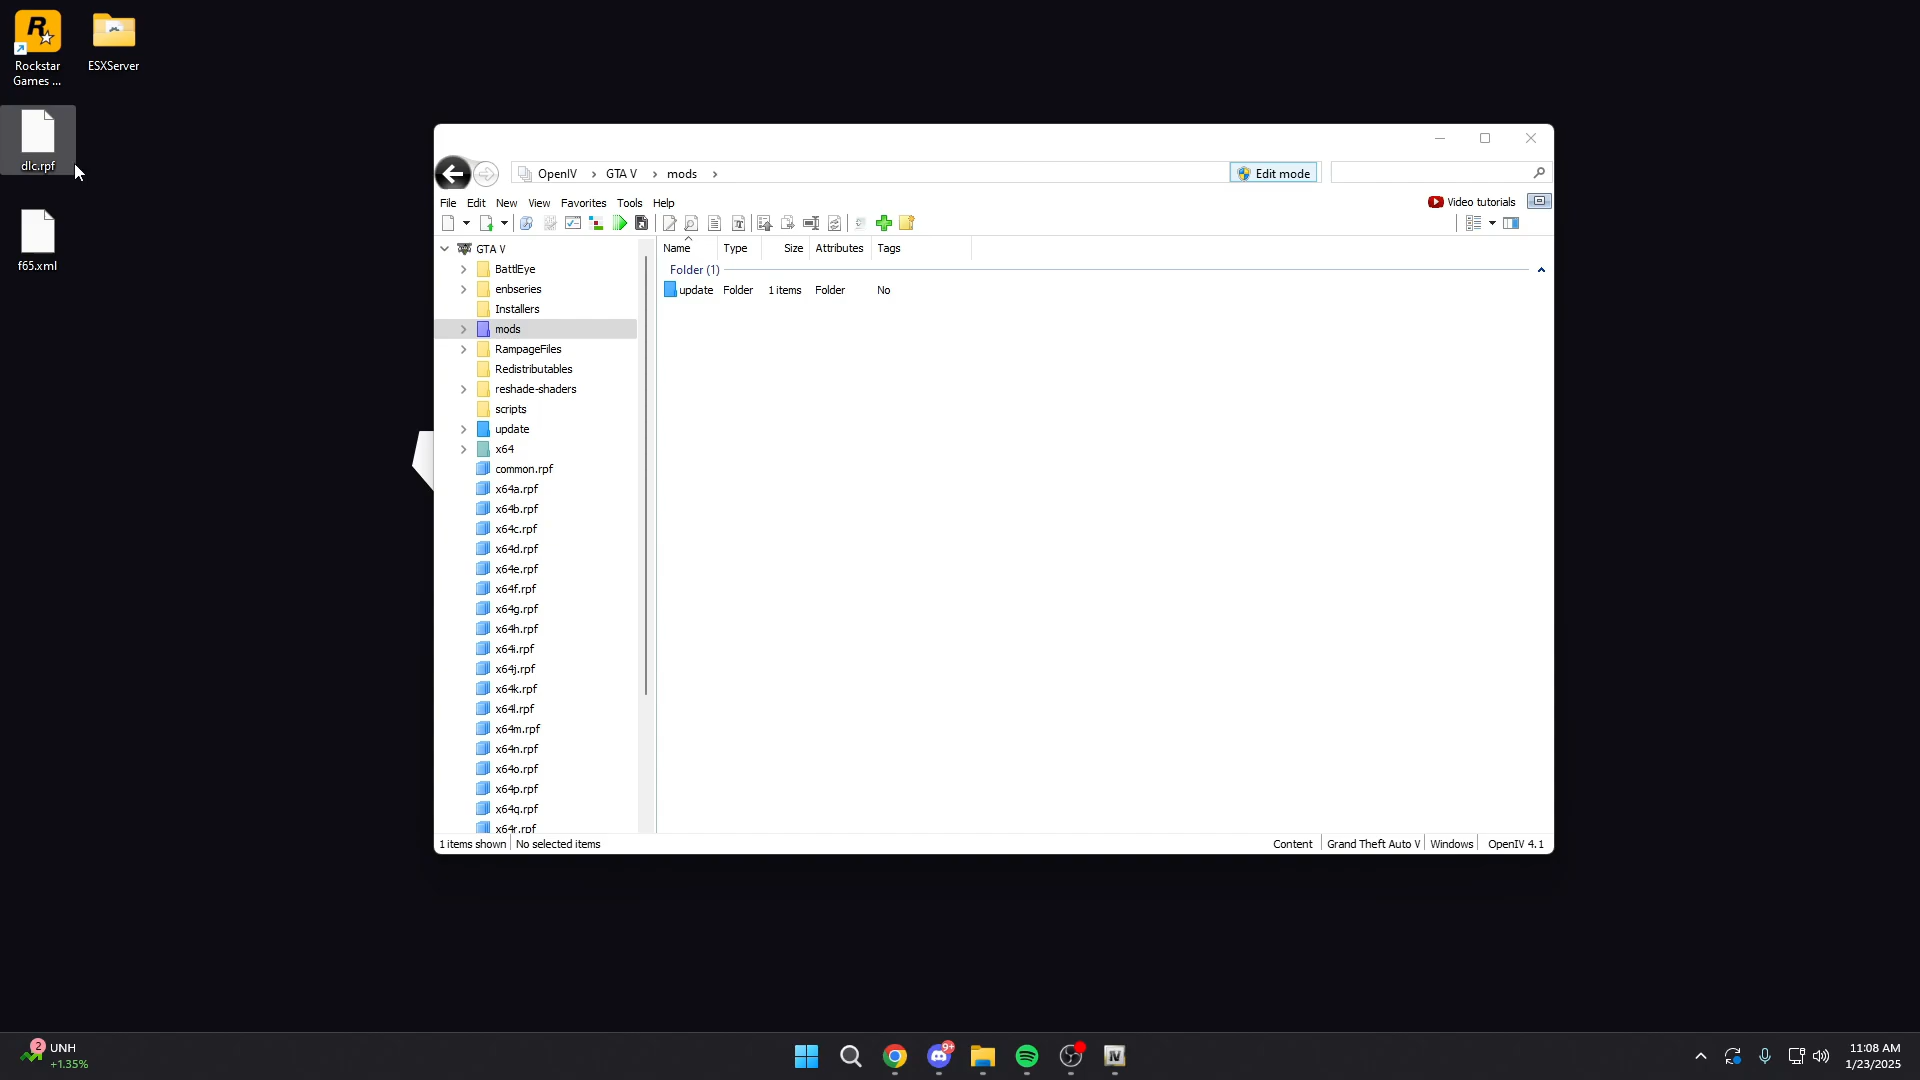 Rockstar
Games ...
ESXServer
dlc.rpf
f65.xml
OpenIV > GTA V > mods >
Edit mode
File Edit New View Favorites Tools Help
Video tutorials
GTA V
BattlEye
enbseries
Installers
mods
RampageFiles
Redistributables
reshade-shaders
scripts
update
x64
common.rpf
x64a.rpf
x64b.rpf
x64c.rpf
x64d.rpf
x64e.rpf
x64f.rpf
x64g.rpf
x64h.rpf
x64i.rpf
x64j.rpf
x64k.rpf
x64l.rpf
x64m.rpf
x64n.rpf
x64o.rpf
x64p.rpf
x64q.rpf
x64r.rpf
Name Type Size Attributes Tags
Folder (1)
update Folder 1 items Folder No
1 items shown No selected items
Content Grand Theft Auto V Windows OpenIV 4.1
2 UNH
+1.35%
9+
IV
11:08 AM
1/23/2025